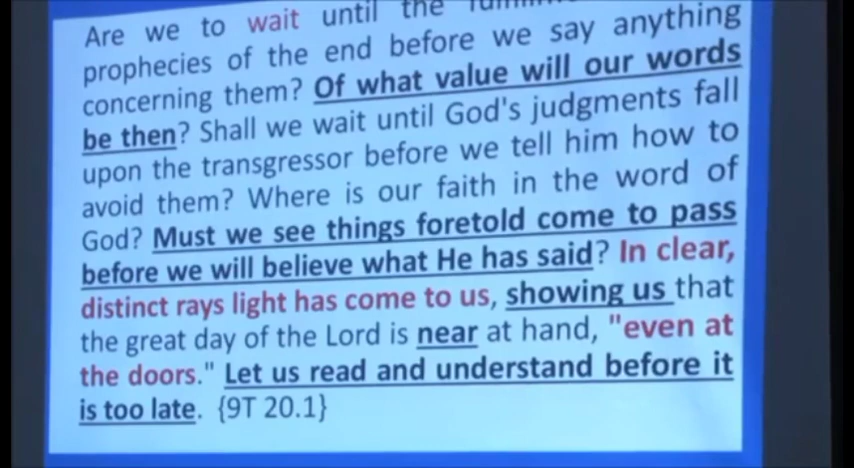 Are we to wait until the
prophecies of the end before we say anything
concerning them? Of what value will our words
be then? Shall we wait until God's judgments fall
upon the transgressor before we tell him how to
avoid them? Where is our faith in the word of
God? Must we see things foretold come to pass
before we will believe what He has said? In clear,
distinct rays light has come to us, showing us that
the great day of the Lord is near at hand, "even at
the doors." Let us read and understand before it
is too late. {9T 20.1}